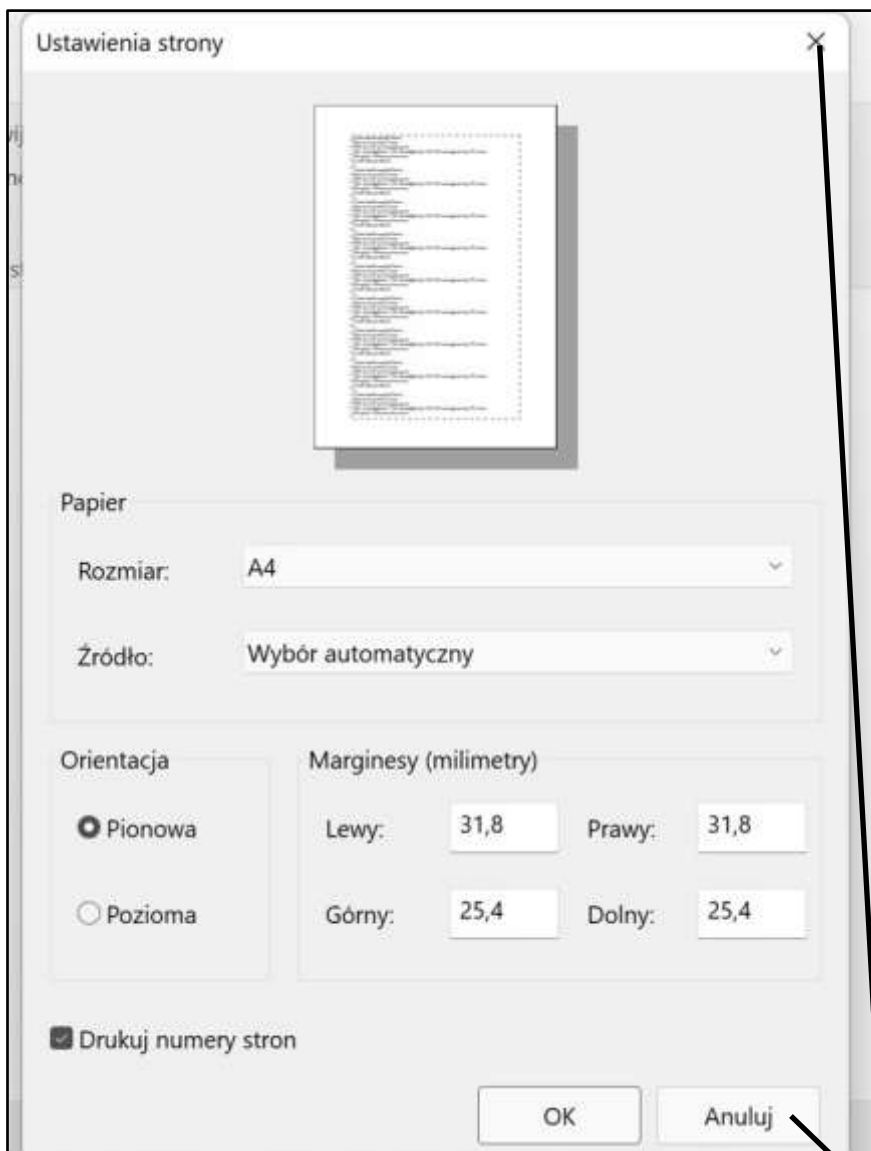 Ustawienia strony
Papier
Rozmiar: A4
Źródło: Wybór automatyczny
Orientacja Marginesy (milimetry)
Pionowa Lewy: 31,8 Prawy: 31,8
Pozioma Górny: 25,4 Dolny: 25,4
Drukuj numery stron
OK Anuluj